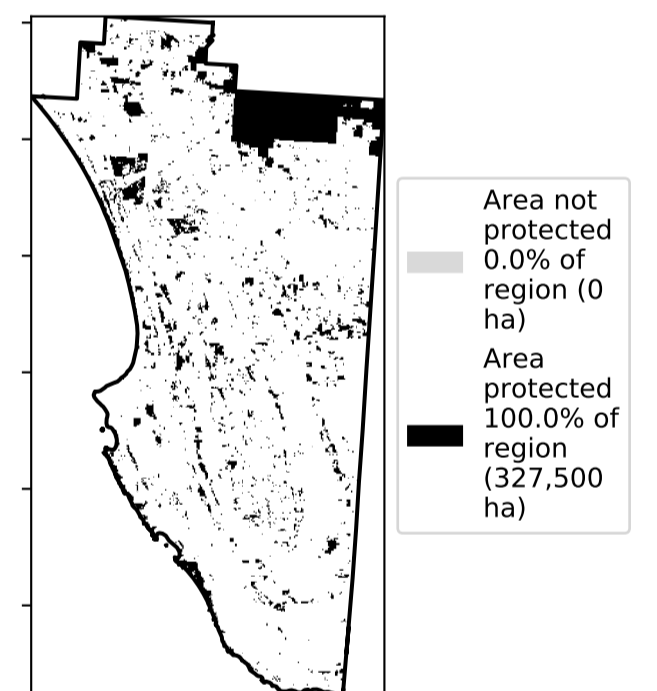 Area not
protected
0.0% of
region (0
ha)
Area
protected
100.0% of
region
(327,500
ha)